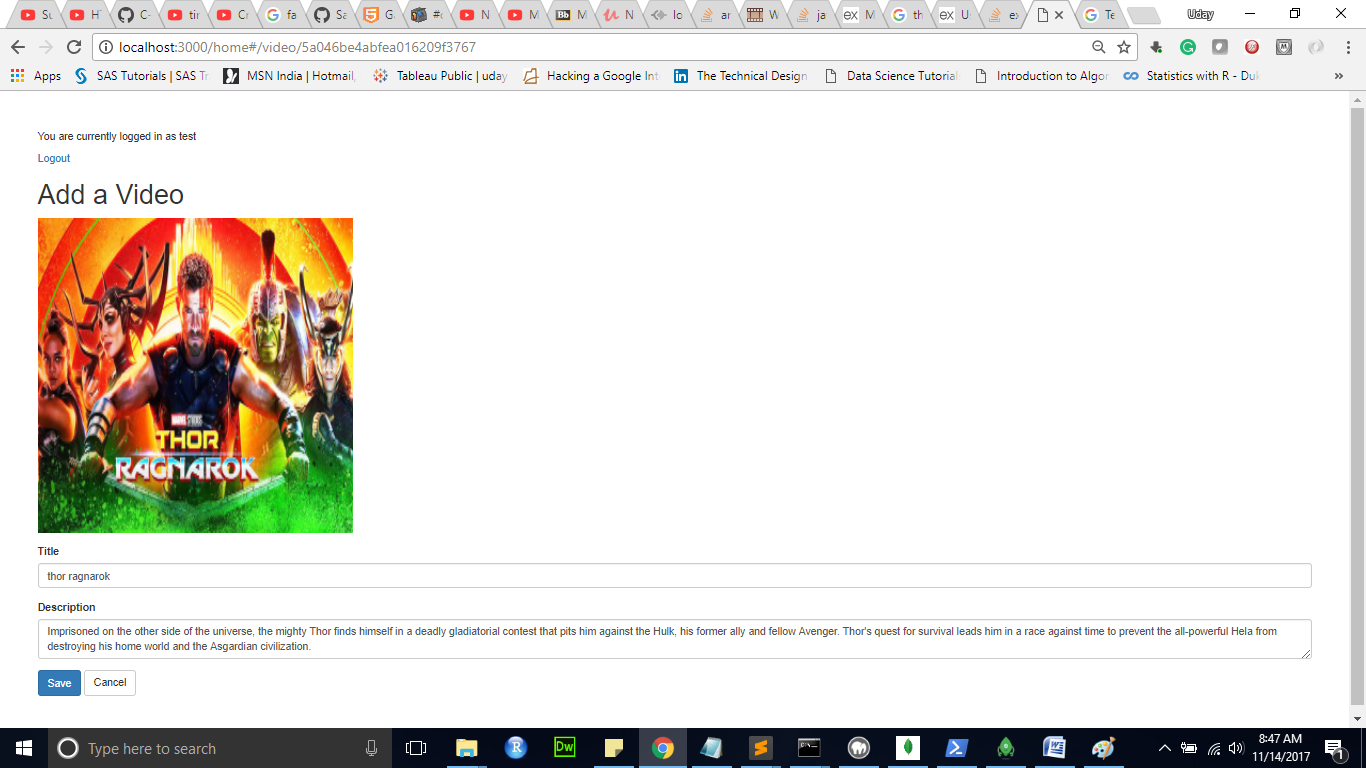 Su
HT
C-
tir
Cr
fa
Sa
G
#
N
M
M
N
lo
ar
W
ja
M
th
U
e>
Te
Uday
localhost:3000/home#/video/5a046be4abfea016209f3767
Apps
SAS Tutorials | SAS Tr
MSN India | Hotmail,
Tableau Public | uday
Hacking a Google Int
The Technical Design
Data Science Tutorial
Introduction to Algor
Statistics with R - Duk
»
You are currently logged in as test
Logout
Add a Video
MARVEL STUDIOS
THOR
RAGNAROK
Title
thor ragnarok
Description
Imprisoned on the other side of the universe, the mighty Thor finds himself in a deadly gladiatorial contest that pits him against the Hulk, his former ally and fellow Avenger. Thor's quest for survival leads him in a race against time to prevent the all-powerful Hela from
destroying his home world and the Asgardian civilization.
Save Cancel
Type here to search
8:47 AM
11/14/2017
1